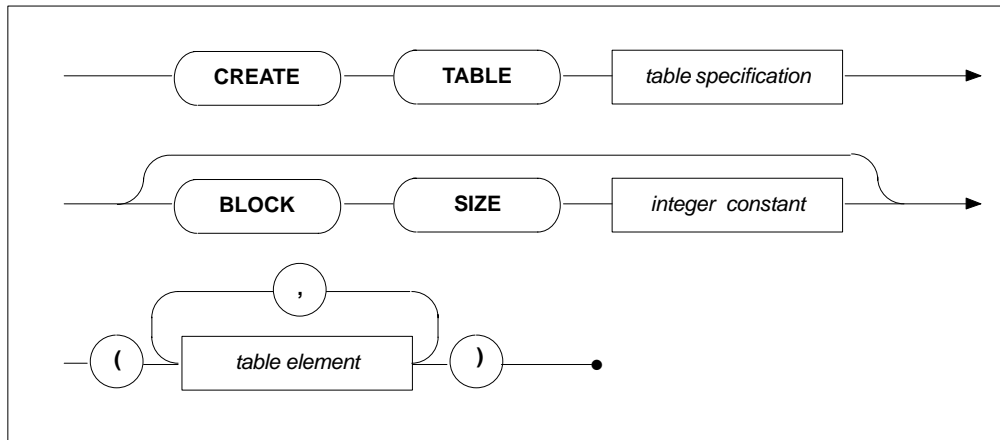 CREATE TABLE table specification
BLOCK SIZE integer constant
,
( table element )